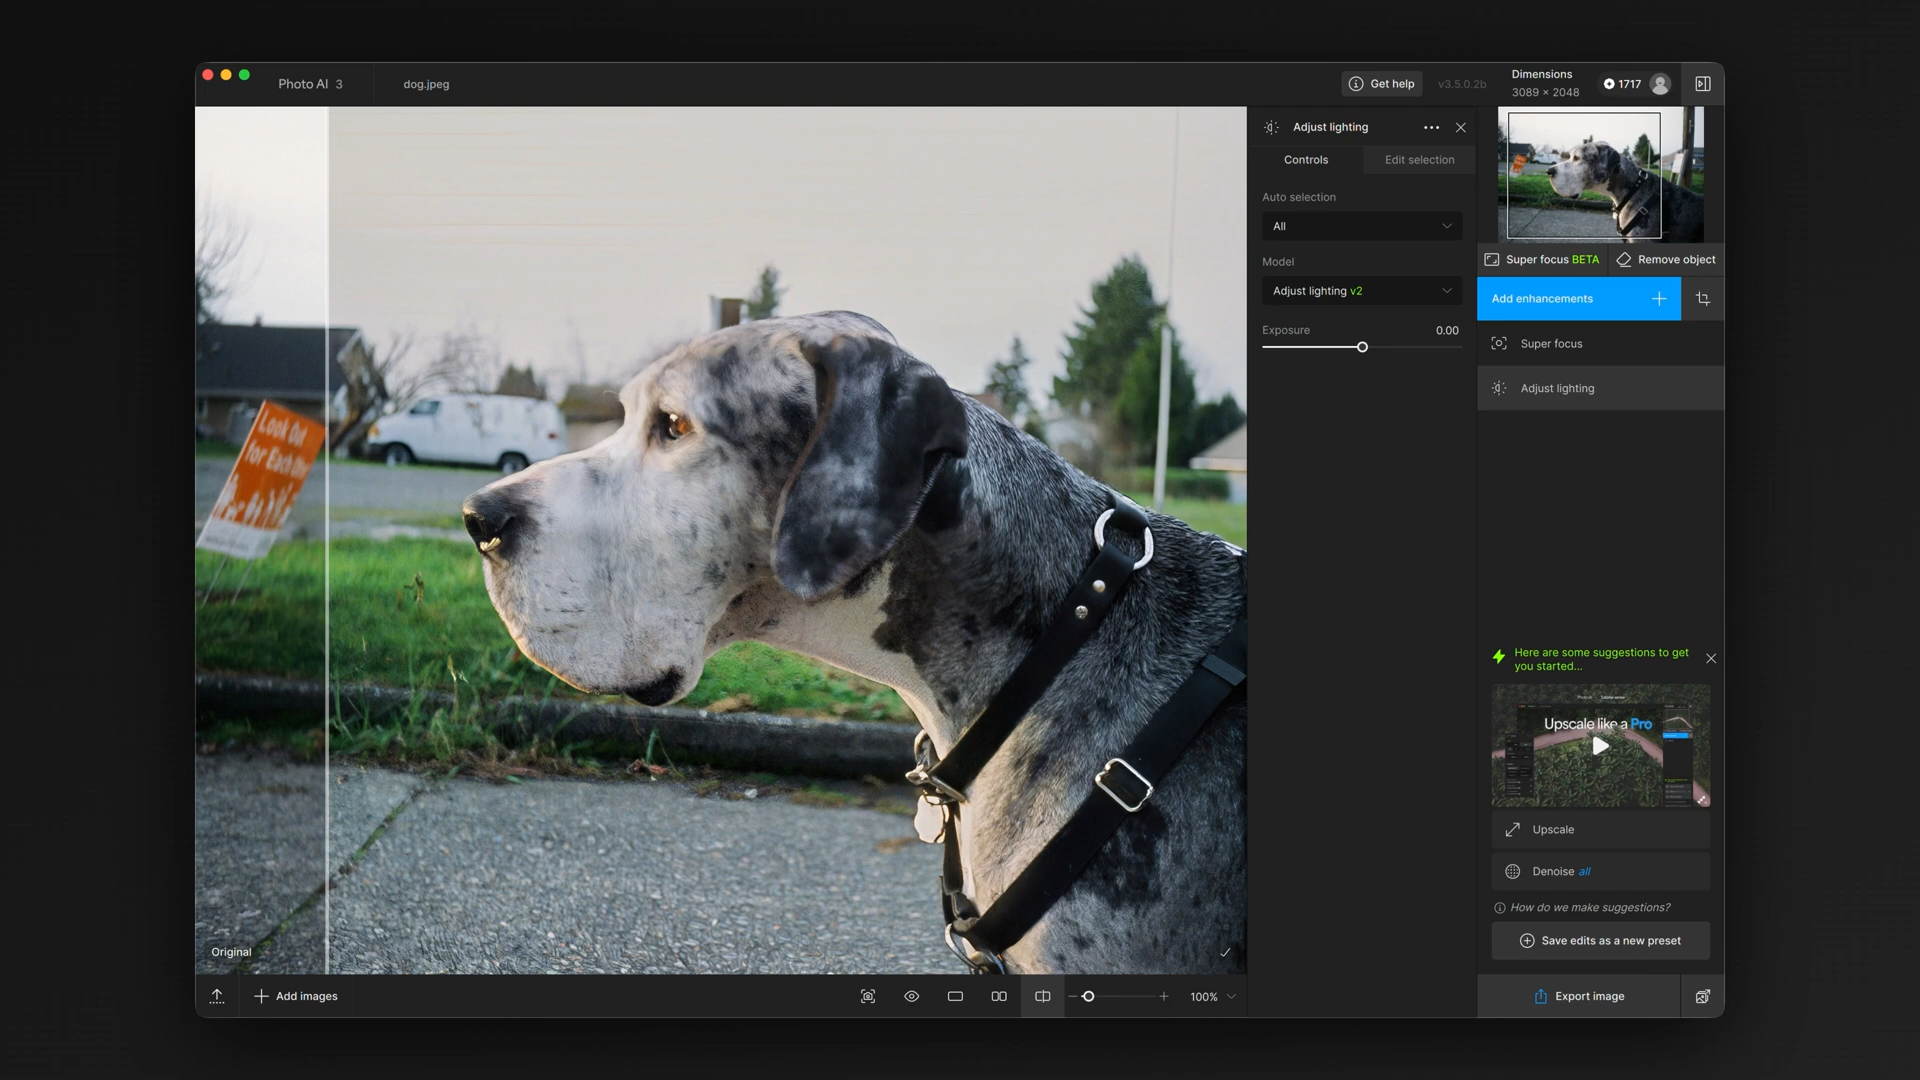 Photo AI 3
dog.jpeg
Get help
v3.5.0.2b
Dimensions
3089 × 2048
1717
Adjust lighting
Controls
Edit selection
Auto selection
All
Model
Adjust lighting v2
Exposure
0.00
Super focus BETA
Remove object
Add enhancements
Super focus
Adjust lighting
Look Out
for Each
Here are some suggestions to get
you started...
Upscale like a Pro
Upscale
Denoise all
How do we make suggestions?
Save edits as a new preset
Original
Add images
100%
Export image